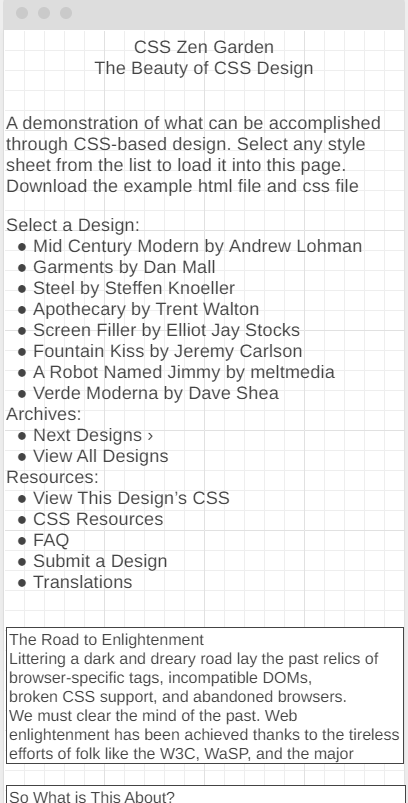 CSS Zen Garden
The Beauty of CSS Design
A demonstration of what can be accomplished
through CSS-based design. Select any style
sheet from the list to load it into this page.
Download the example html file and css file
Select a Design:
● Mid Century Modern by Andrew Lohman
● Garments by Dan Mall
● Steel by Steffen Knoeller
● Apothecary by Trent Walton
● Screen Filler by Elliot Jay Stocks
● Fountain Kiss by Jeremy Carlson
● A Robot Named Jimmy by meltmedia
● Verde Moderna by Dave Shea
Archives:
● Next Designs ›
● View All Designs
Resources:
● View This Design’s CSS
● CSS Resources
● FAQ
● Submit a Design
● Translations
The Road to Enlightenment
Littering a dark and dreary road lay the past relics of
browser-specific tags, incompatible DOMs,
broken CSS support, and abandoned browsers.
We must clear the mind of the past. Web
enlightenment has been achieved thanks to the tireless
efforts of folk like the W3C, WaSP, and the major
So What is This About?